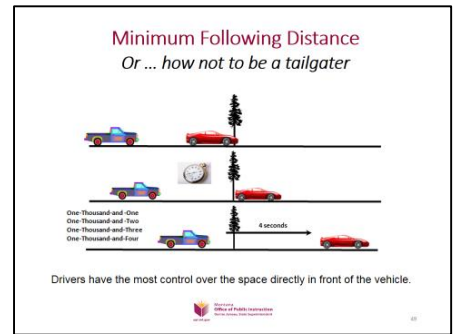 Minimum Following Distance
Or ... how not to be a tailgater
One-Thousand-and -One
One-Thousand-and -Two
One-Thousand-and-Three
One-Thousand-and-Four
4 seconds
Drivers have the most control over the space directly in front of the vehicle.
Montana
Office of Public Instruction